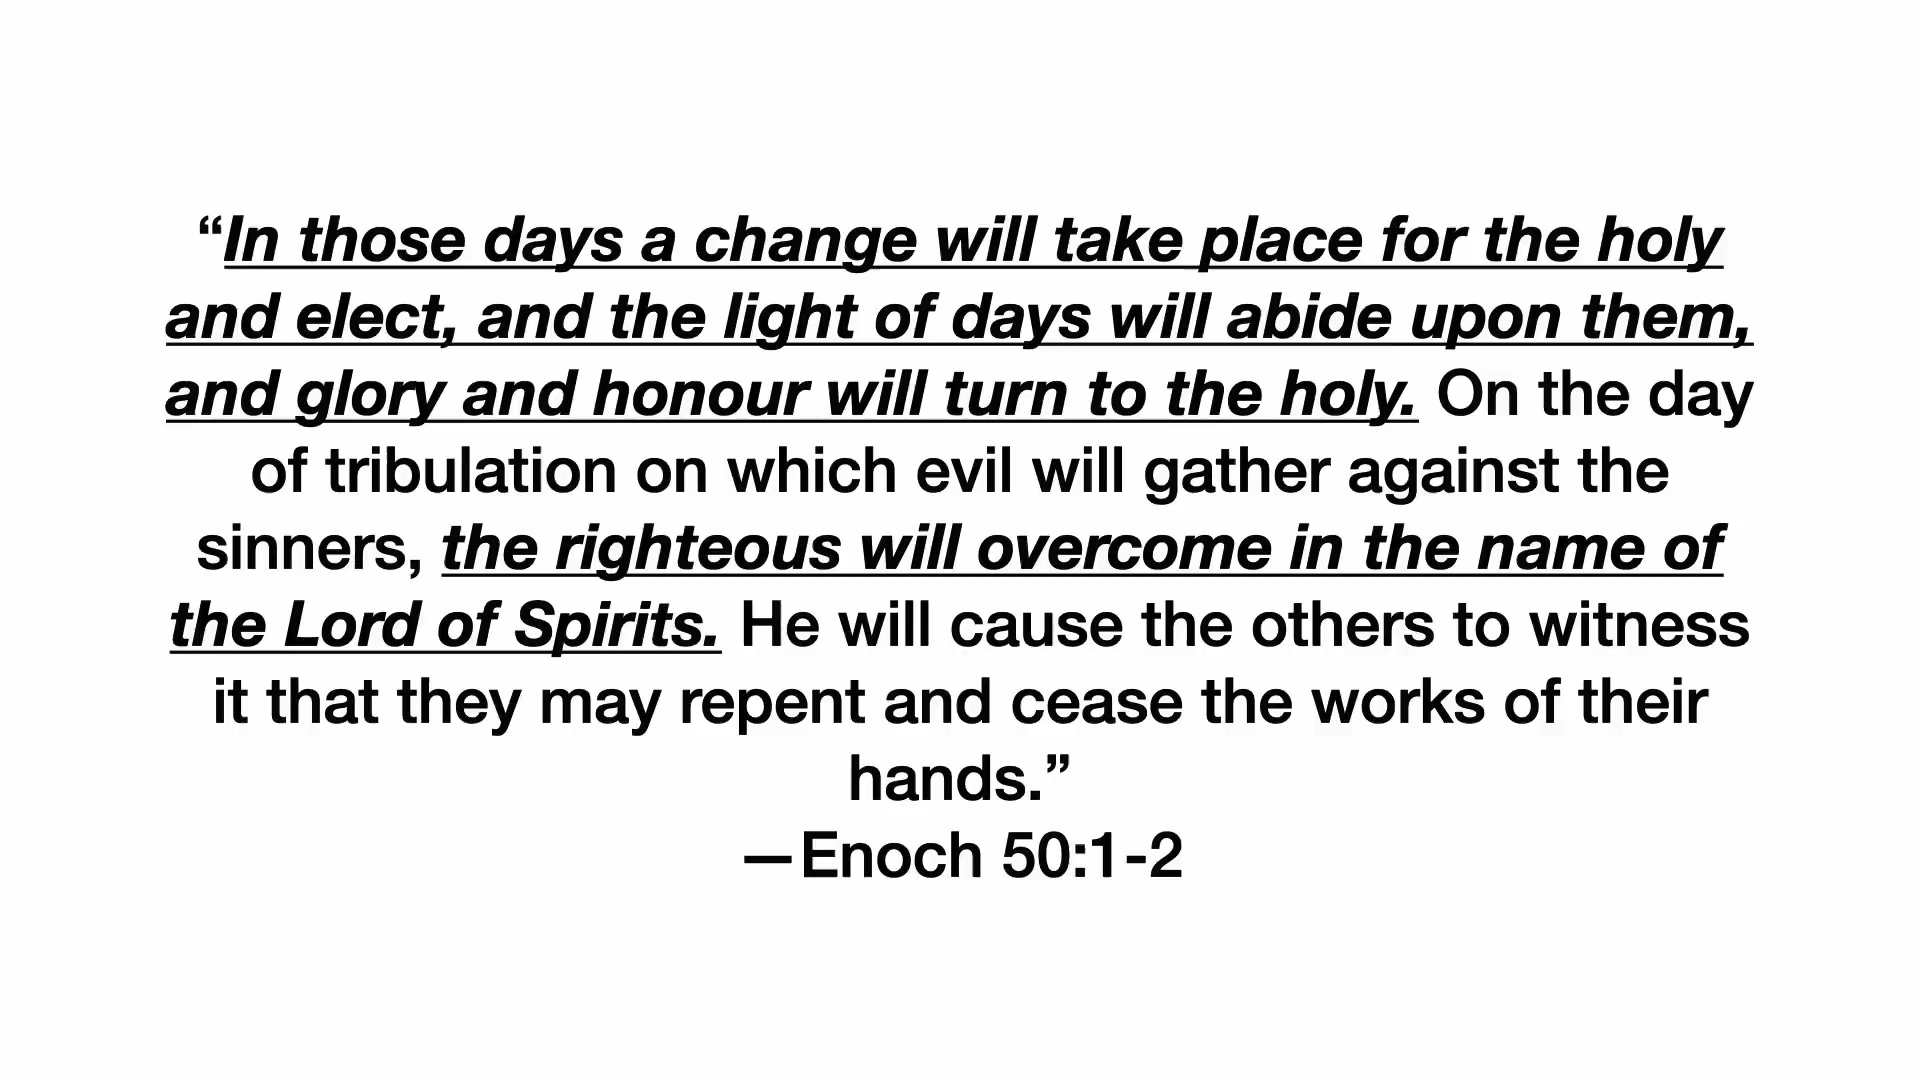 “In those days a change will take place for the holy
and elect, and the light of days will abide upon them,
and glory and honour will turn to the holy. On the day
of tribulation on which evil will gather against the
sinners, the righteous will overcome in the name of
the Lord of Spirits. He will cause the others to witness
it that they may repent and cease the works of their
hands.”
—Enoch 50:1-2